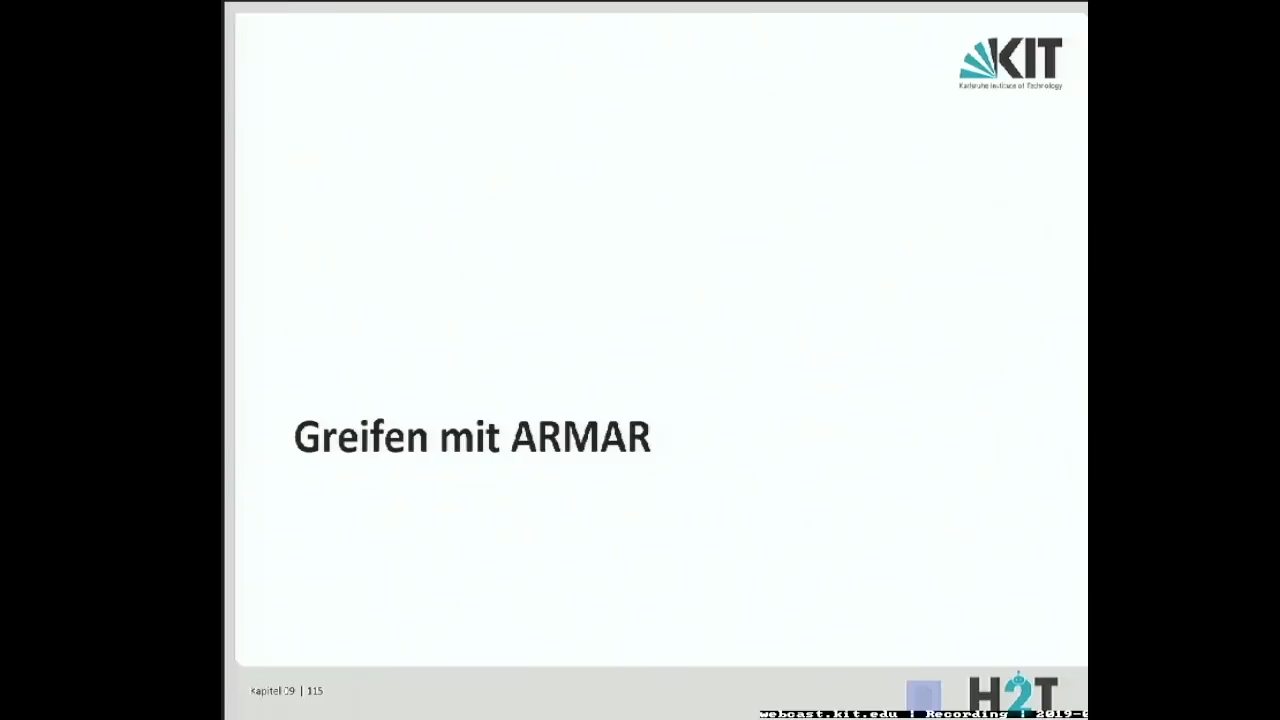 KIT
Karlsruhe Institute of Technology
Greifen mit ARMAR
Kapitel 09 | 115
H2T
webcast.kit.edu | Recording | 2019-